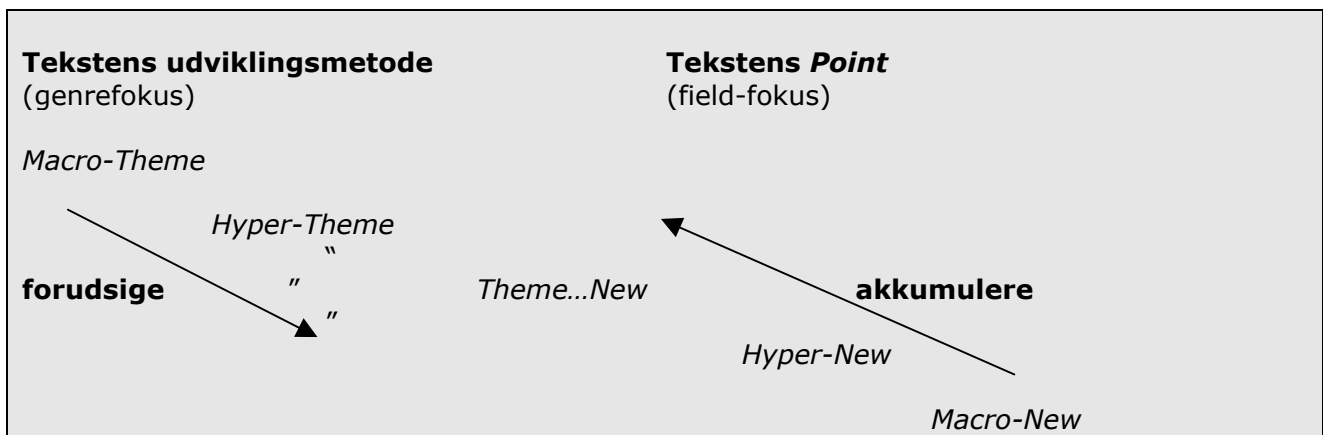 Tekstens udviklingsmetode Tekstens Point
(genrefokus) (field-fokus)
Macro-Theme
Hyper-Theme
“
forudsige ” Theme…New akkumulere
”
Hyper-New
Macro-New